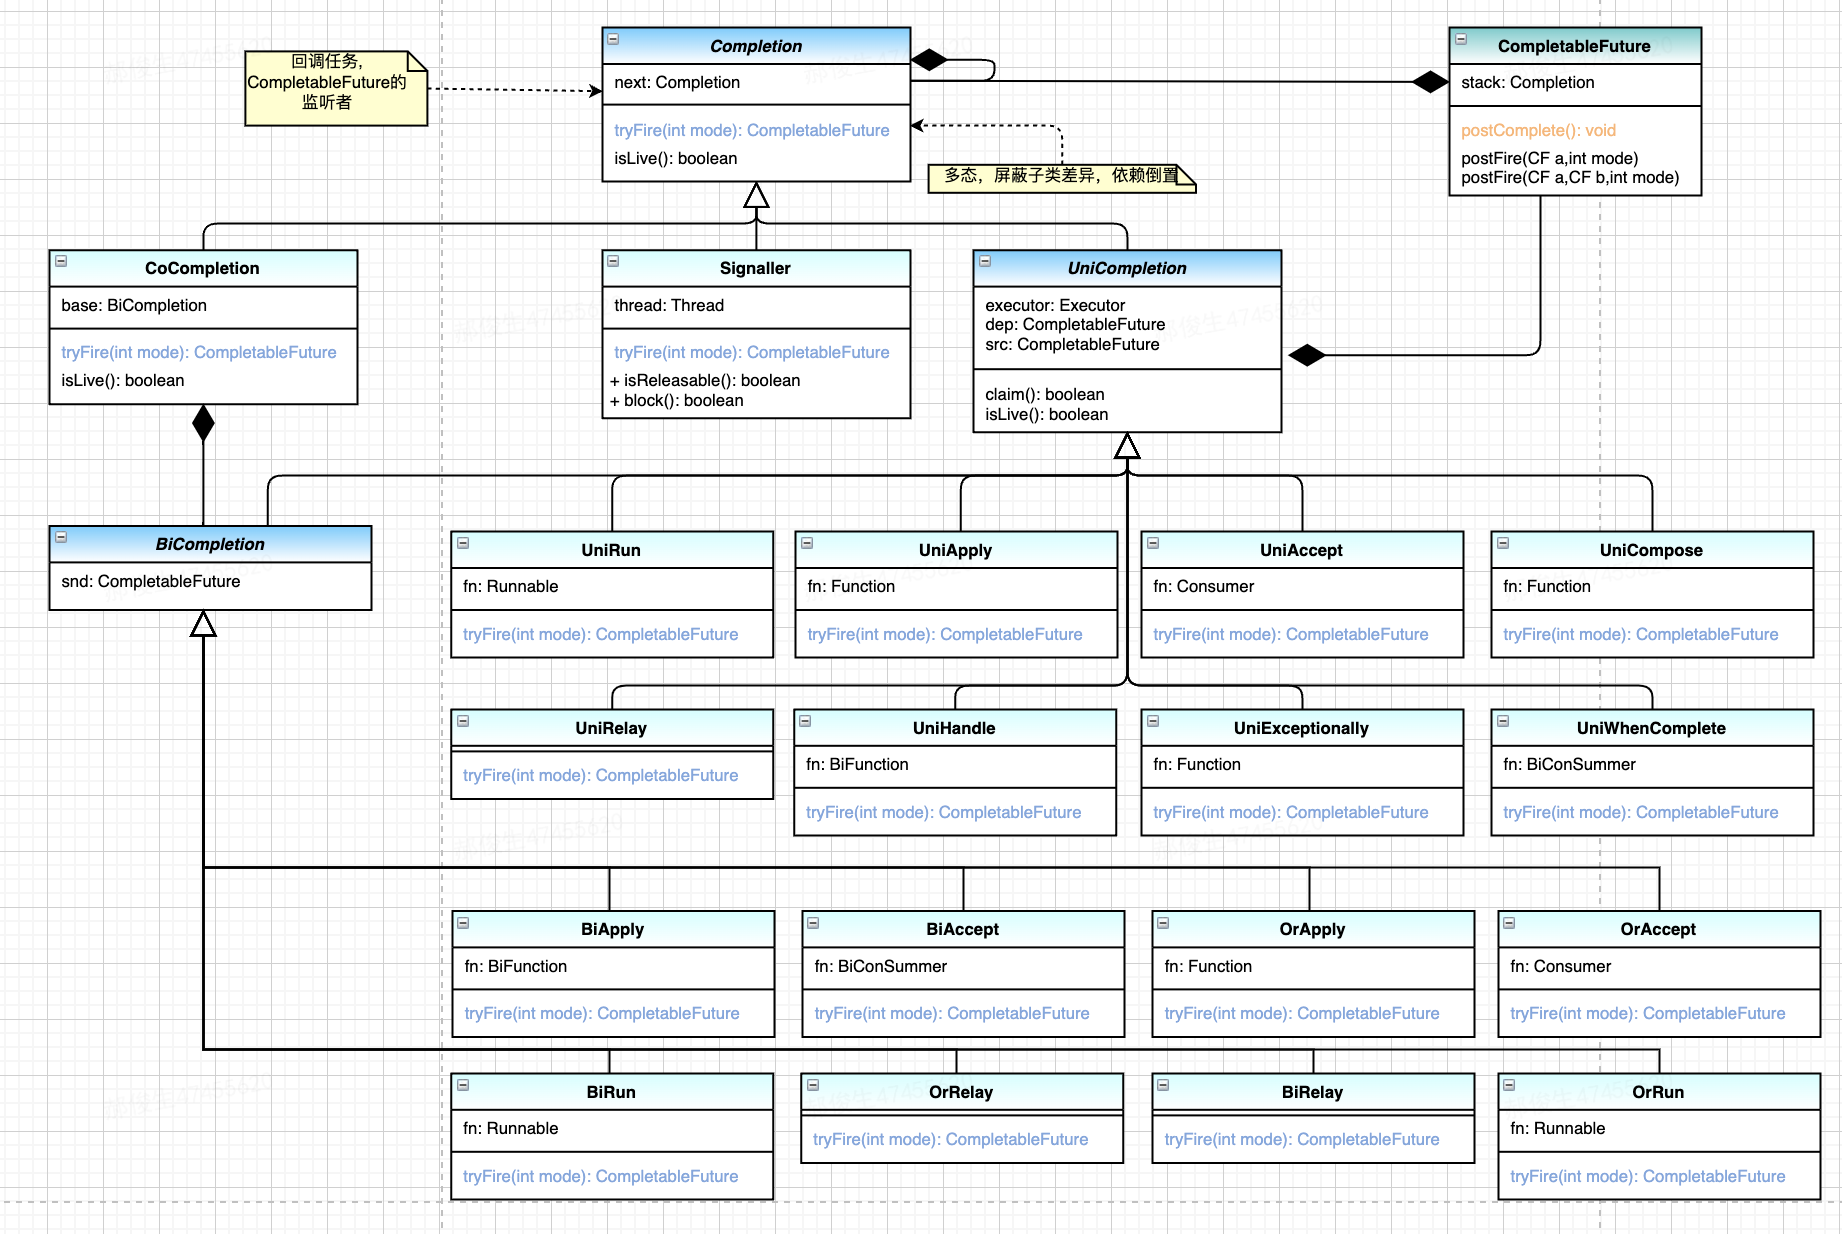 回调任务，
CompletableFuture的
监听者
Completion
next: Completion
tryFire(int mode): CompletableFuture
isLive(): boolean
CompletableFuture
stack: Completion
postComplete(): void
postFire(CF a,int mode)
postFire(CF a,CF b,int mode)
多态，屏蔽子类差异，依赖倒置
CoCompletion
base: BiCompletion
tryFire(int mode): CompletableFuture
isLive(): boolean
Signaller
thread: Thread
tryFire(int mode): CompletableFuture
+ isReleasable(): boolean
+ block(): boolean
UniCompletion
executor: Executor
dep: CompletableFuture
src: CompletableFuture
claim(): boolean
isLive(): boolean
BiCompletion
snd: CompletableFuture
UniRun
fn: Runnable
tryFire(int mode): CompletableFuture
UniApply
fn: Function
tryFire(int mode): CompletableFuture
UniAccept
fn: Consumer
tryFire(int mode): CompletableFuture
UniCompose
fn: Function
tryFire(int mode): CompletableFuture
UniRelay
tryFire(int mode): CompletableFuture
UniHandle
fn: BiFunction
tryFire(int mode): CompletableFuture
UniExceptionally
fn: Function
tryFire(int mode): CompletableFuture
UniWhenComplete
fn: BiConSummer
tryFire(int mode): CompletableFuture
BiApply
fn: BiFunction
tryFire(int mode): CompletableFuture
BiAccept
fn: BiConSummer
tryFire(int mode): CompletableFuture
OrApply
fn: Function
tryFire(int mode): CompletableFuture
OrAccept
fn: Consumer
tryFire(int mode): CompletableFuture
BiRun
fn: Runnable
tryFire(int mode): CompletableFuture
OrRelay
tryFire(int mode): CompletableFuture
BiRelay
tryFire(int mode): CompletableFuture
OrRun
fn: Runnable
tryFire(int mode): CompletableFuture